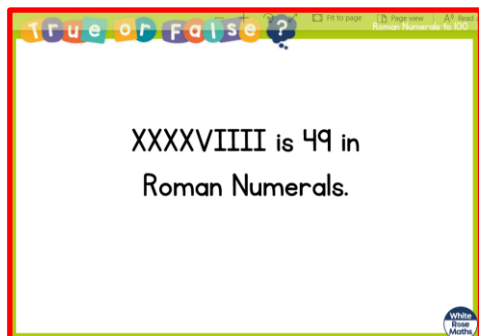 Fit to page
Page view
A Read
True or False ?
Roman Numerals to 100
XXXXVIIII is 49 in
Roman Numerals.
White
Rose
Maths